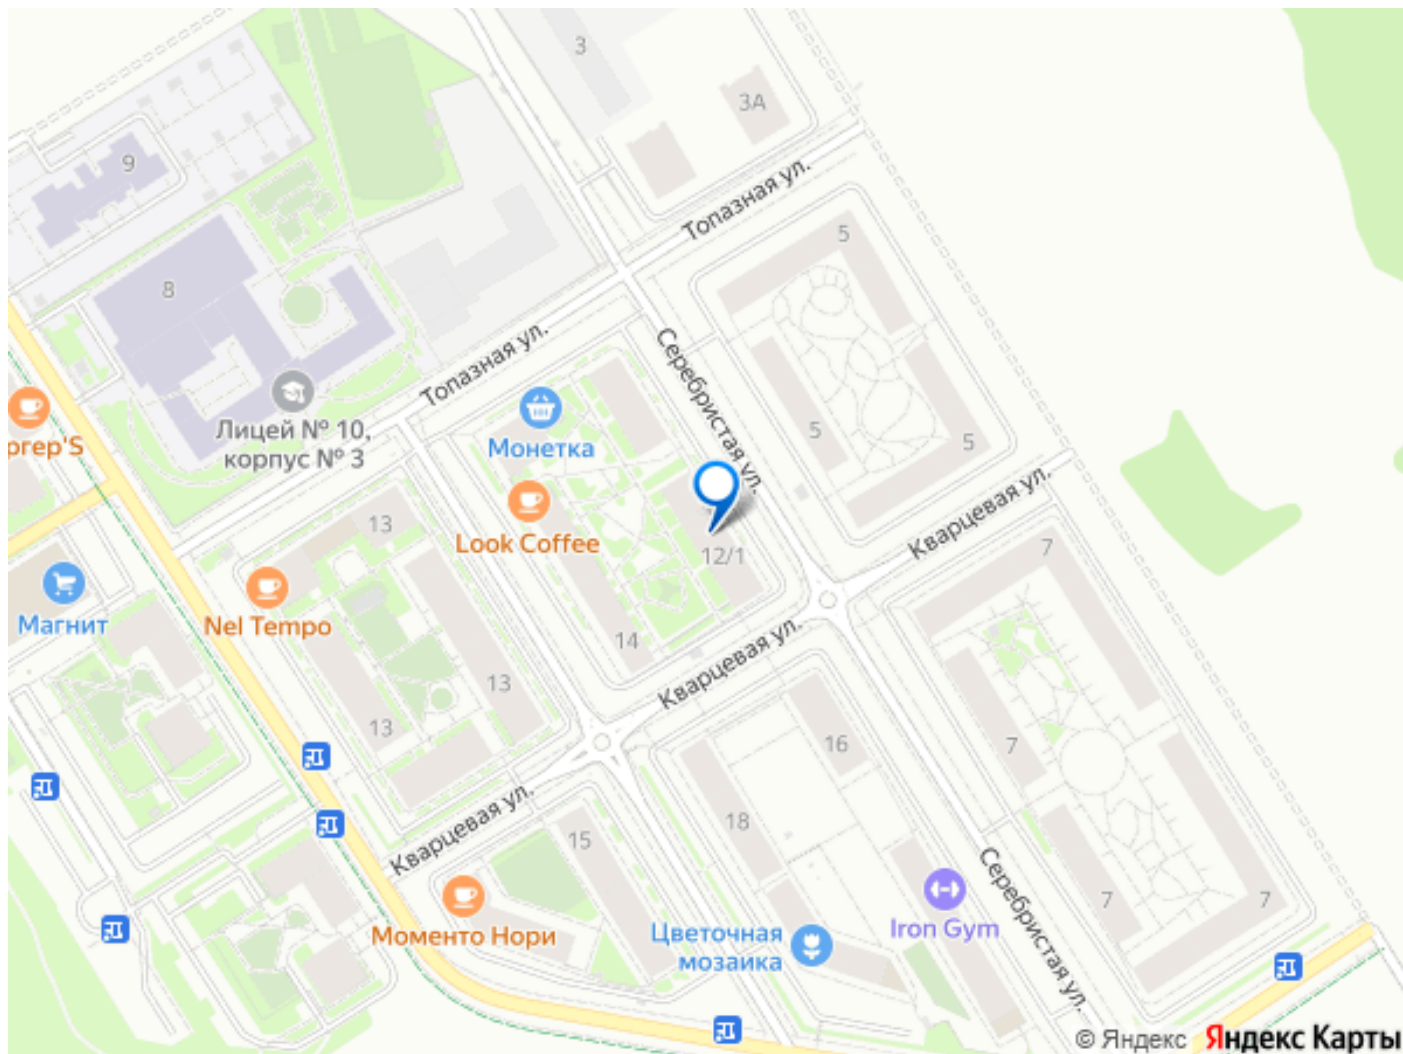 3
3А
9
Топазная ул.
5
8
Серебристая ул.
Топазная ул.
Лицей № 10,
корпус № 3
Монетка
5
5
Кварцевая ул.
13
Look Coffee
12/1
7
Магнит
Nel Tempo
14
Кварцевая ул.
13
13
16
7
18
15
Кварцевая ул.
Серебристая ул.
7
7
Моменто Нори
Цветочная
мозаика
Iron Gym
© Яндекс Яндекс Карты